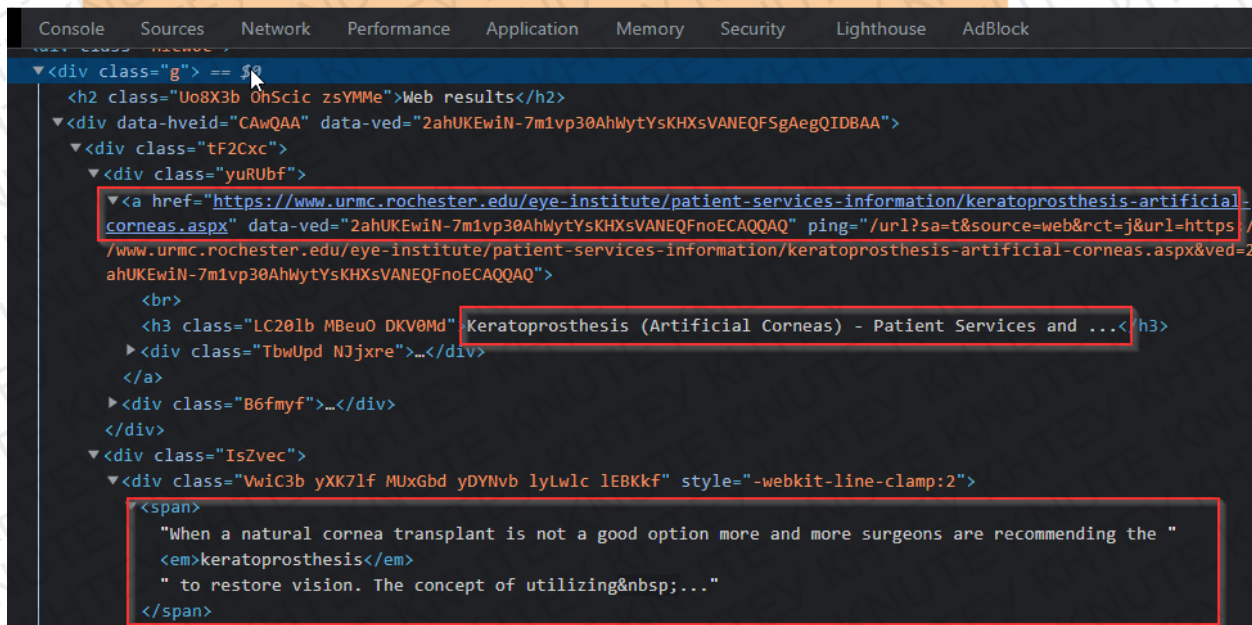 Console Sources Network Performance Application Memory Security Lighthouse AdBlock
▼<div class="g"> == $0
<h2 class="Uo8X3b OhScic zsYMMe">Web results</h2>
▼<div data-hveid="CAwQAA" data-ved="2ahUKEwiN-7m1vp30AhWytYsKHXsVANEQFSgAegQIDBAA">
▼<div class="tF2Cxc">
▼<div class="yuRUbf">
▼<a href="https://www.urmc.rochester.edu/eye-institute/patient-services-information/keratoprosthesis-artificial-
corneas.aspx" data-ved="2ahUKEwiN-7m1vp30AhWytYsKHXsVANEQFnoECAQQAQ" ping="/url?sa=t&source=web&rct=j&url=https:/
/www.urmc.rochester.edu/eye-institute/patient-services-information/keratoprosthesis-artificial-corneas.aspx&ved=2
ahUKEwiN-7m1vp30AhWytYsKHXsVANEQFnoECAQQAQ">
<br>
<h3 class="LC20lb MBeuO DKV0Md">Keratoprosthesis (Artificial Corneas) - Patient Services and ...</h3>
▶<div class="TbwUpd NJjxre">…</div>
</a>
▶<div class="B6fmyf">…</div>
</div>
▼<div class="IsZvec">
▼<div class="VwiC3b yXK7lf MUxGbd yDYNvb lyLwlc lEBKkf" style="-webkit-line-clamp:2">
▼<span>
"When a natural cornea transplant is not a good option more and more surgeons are recommending the "
<em>keratoprosthesis</em>
" to restore vision. The concept of utilizing&nbsp;..."
</span>